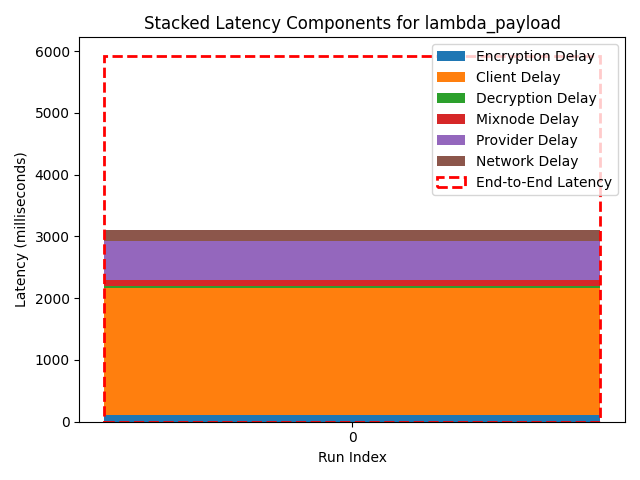 Stacked Latency Components for lambda_payload
Latency (milliseconds)
6000
5000
4000
3000
2000
1000
0
Encryption Delay
Client Delay
Decryption Delay
Mixnode Delay
Provider Delay
Network Delay
End-to-End Latency
0
Run Index